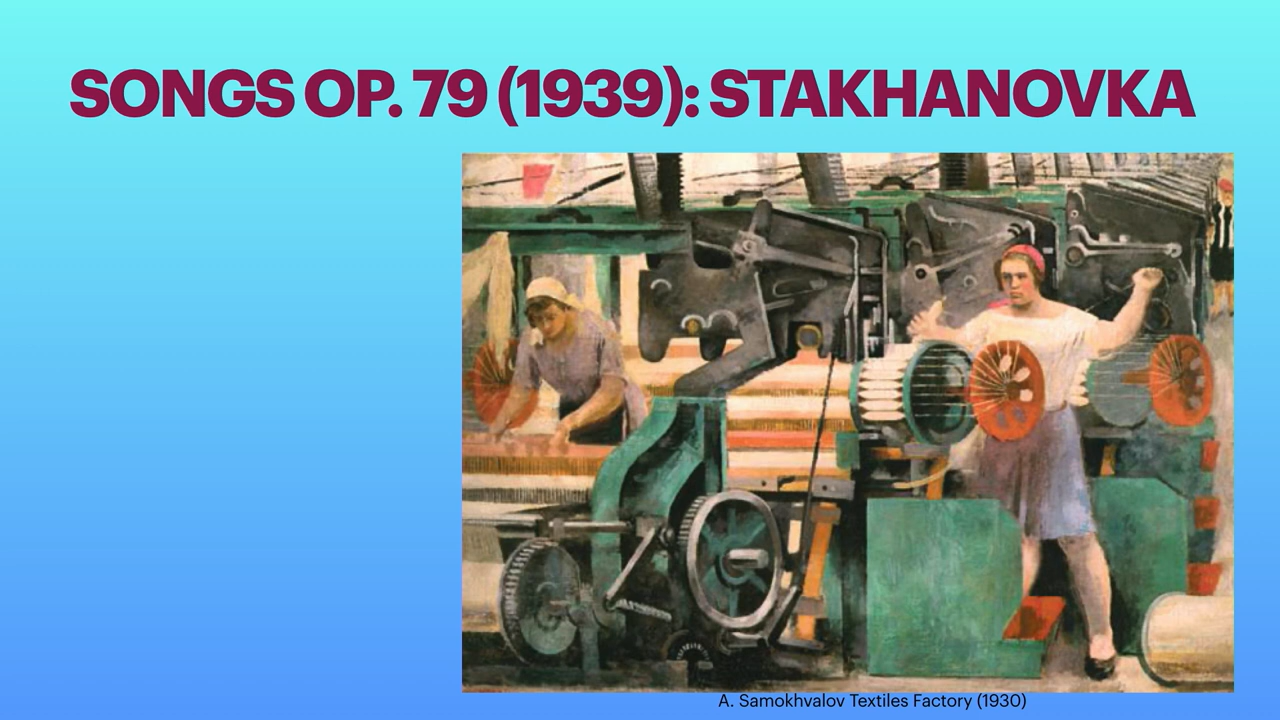 SONGS OP. 79 (1939): STAKHANOVKA
A. Samokhvalov Textiles Factory (1930)